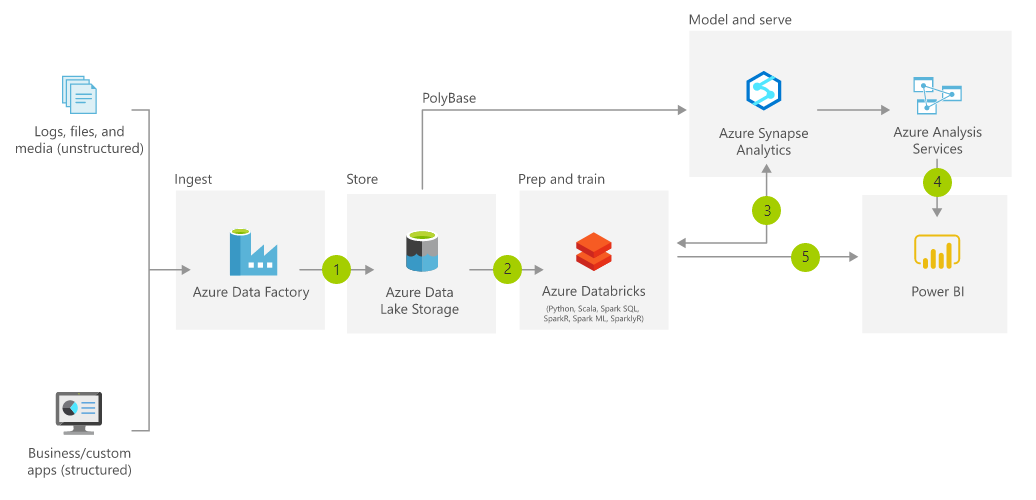 Model and serve
PolyBase
Logs, files, and
media (unstructured)
Azure Synapse
Analytics
Azure Analysis
Services
Ingest
Store
Prep and train
3
4
Azure Data Factory
1
Azure Data
Lake Storage
2
Azure Databricks
(Python, Scala, Spark SQL,
SparkR, Spark ML, SparklyR)
5
Power BI
Business/custom
apps (structured)